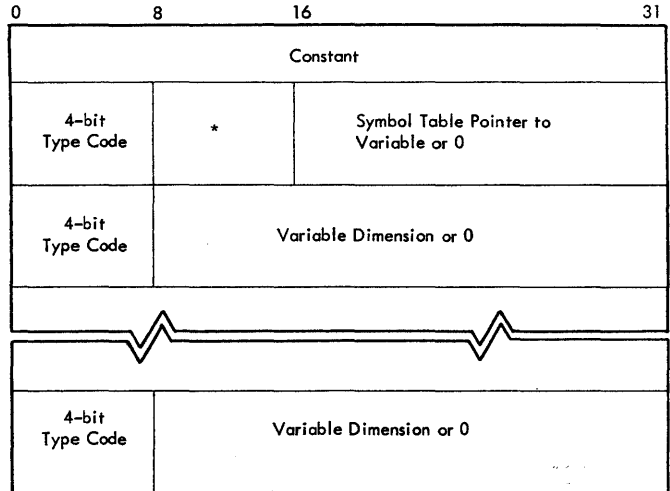 0 8 16 31
Constant
4-bit
Type Code
*
Symbol Table Pointer to
Variable or 0
4-bit
Type Code
Variable Dimension or 0
4-bit
Type Code
Variable Dimension or 0